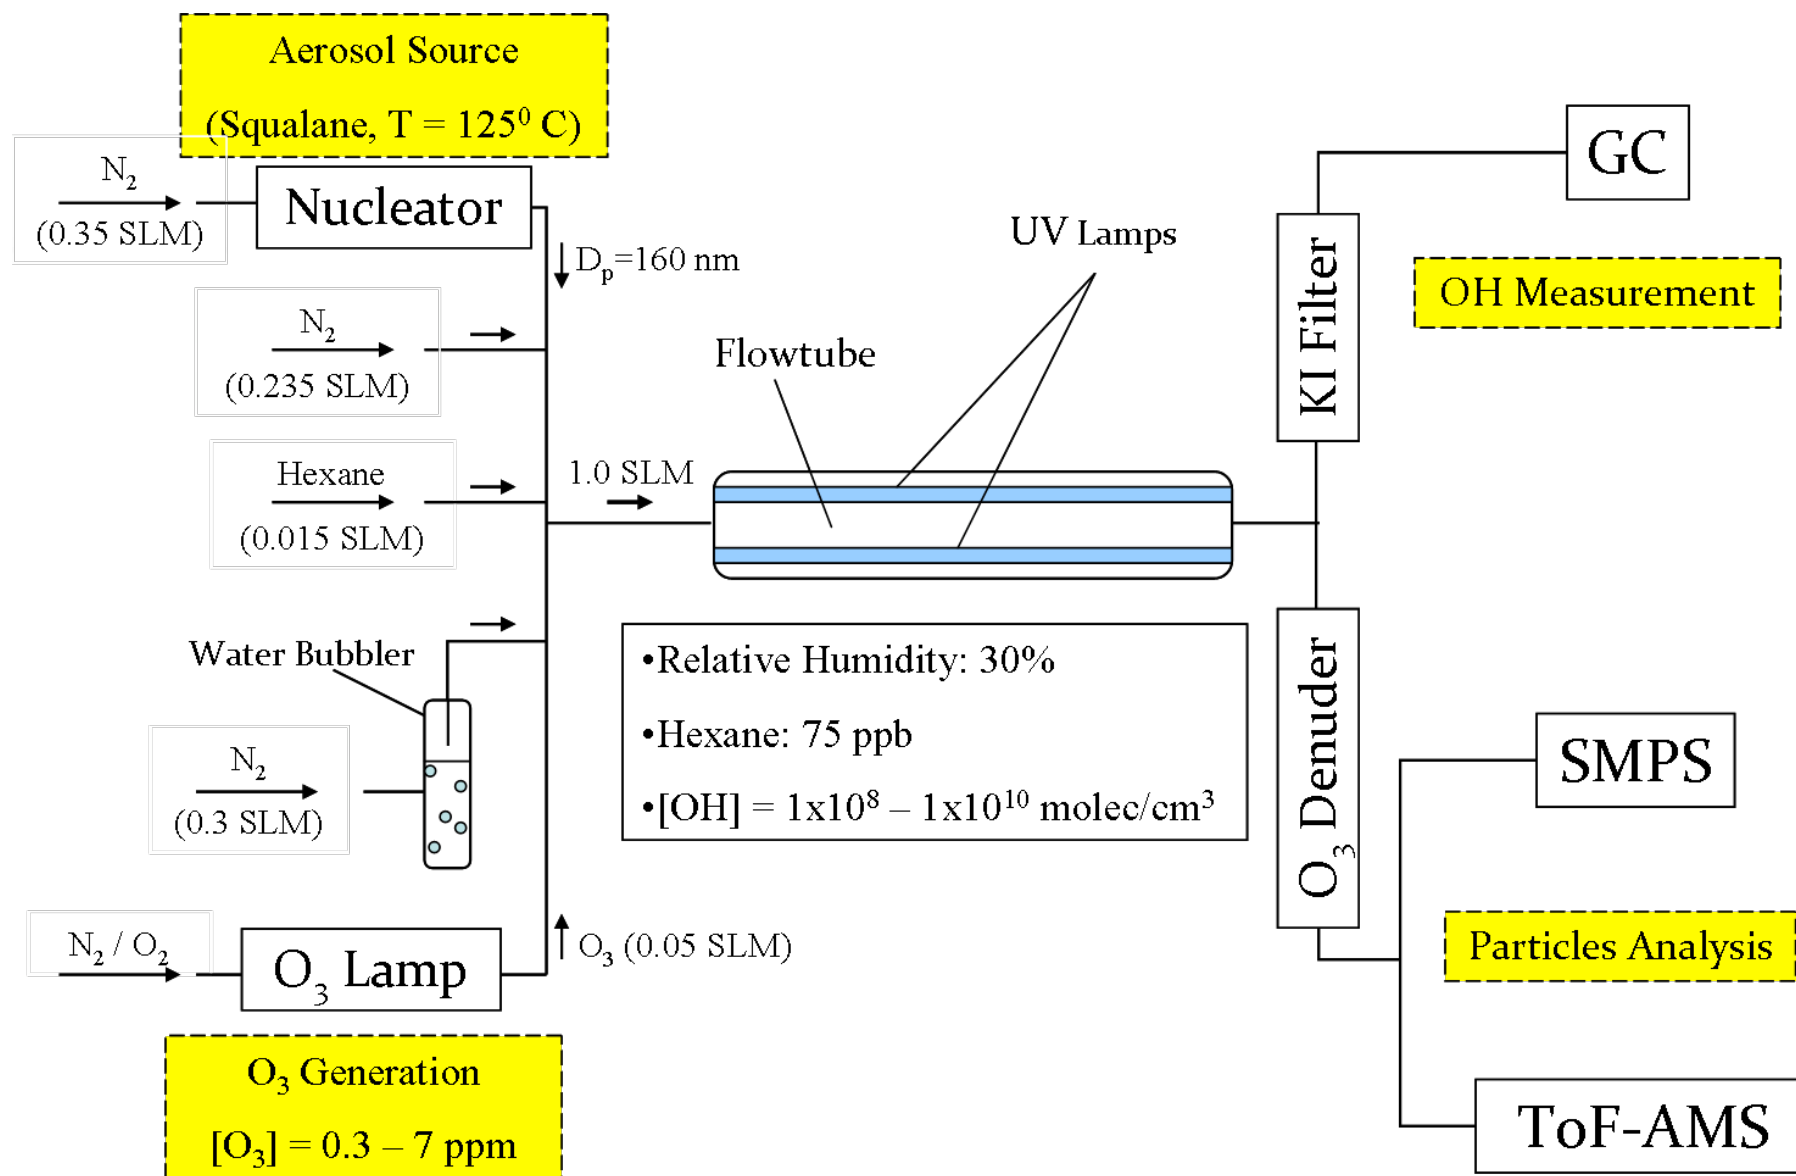 Aerosol Source
(Squalane, T = 125⁰ C)
N₂
(0.35 SLM)
Nucleator
Dₚ=160 nm
N₂
(0.235 SLM)
Hexane
(0.015 SLM)
1.0 SLM
Water Bubbler
N₂
(0.3 SLM)
N₂ / O₂
O₃ Lamp
O₃ (0.05 SLM)
O₃ Generation
[O₃] = 0.3 – 7 ppm
UV Lamps
Flowtube
•Relative Humidity: 30%
•Hexane: 75 ppb
•[OH] = 1x10⁸ – 1x10¹⁰ molec/cm³
GC
KI Filter
OH Measurement
O₃ Denuder
SMPS
Particles Analysis
ToF-AMS